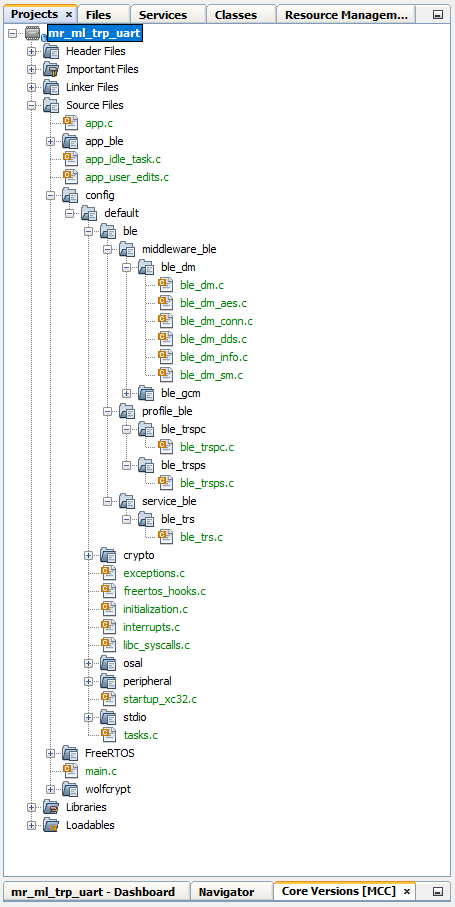 Projects × Files Services Classes Resource Managem...
mr_ml_trp_uart
Header Files
Important Files
Linker Files
Source Files
app.c
app_ble
app_idle_task.c
app_user_edits.c
config
default
ble
middleware_ble
ble_dm
ble_dm.c
ble_dm_aes.c
ble_dm_conn.c
ble_dm_dds.c
ble_dm_info.c
ble_dm_sm.c
ble_gcm
profile_ble
ble_trspc
ble_trspc.c
ble_trsps
ble_trsps.c
service_ble
ble_trs
ble_trs.c
crypto
exceptions.c
freertos_hooks.c
initialization.c
interrupts.c
libc_syscalls.c
osal
peripheral
startup_xc32.c
stdio
tasks.c
FreeRTOS
main.c
wolfcrypt
Libraries
Loadables
mr_ml_trp_uart - Dashboard Navigator Core Versions [MCC] ×